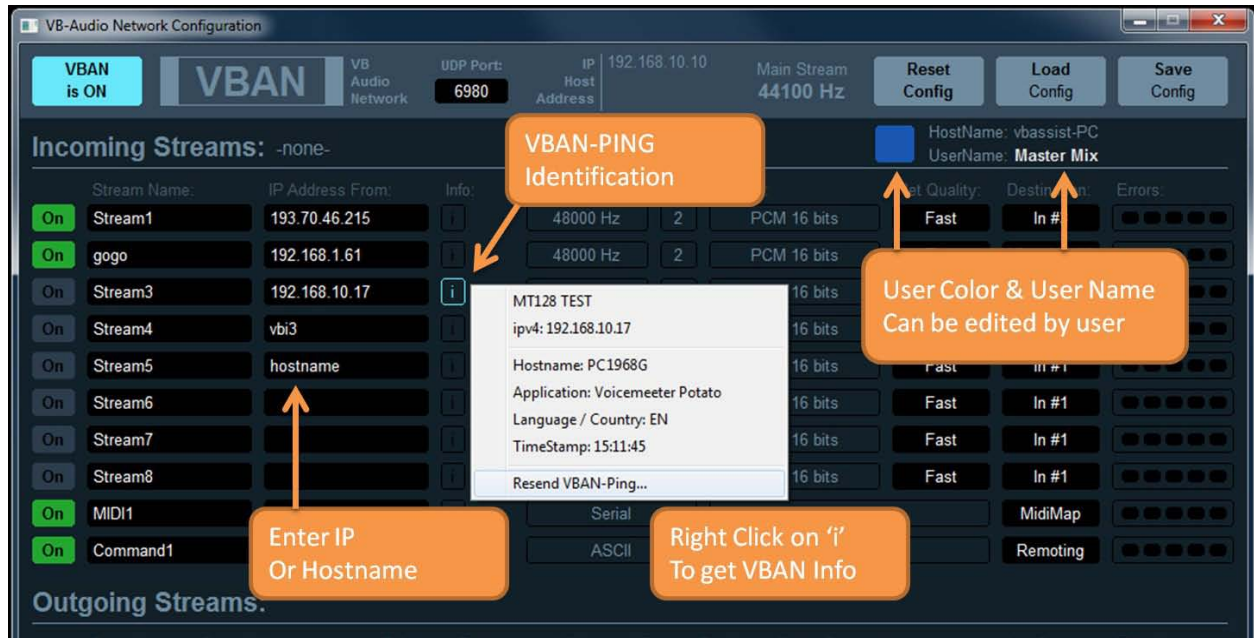 VB-Audio Network Configuration
VBAN is ON
VBAN
VB Audio Network
UDP Port:
6980
IP Host Address
192.168.10.10
Main Stream
44100 Hz
Reset Config
Load Config
Save Config
Incoming Streams: -none-
VBAN-PING
Identification
HostName: vbassist-PC
UserName: Master Mix
Stream Name: IP Address From: Info: Quality: Errors:
On Stream1 193.70.46.215 i 48000 Hz 2 PCM 16 bits Fast In
On gogo 192.168.1.61 i 48000 Hz 2 PCM 16 bits
On Stream3 192.168.10.17 i 16 bits
On Stream4 vbi3 16 bits
On Stream5 hostname 16 bits Fast In #1
On Stream6 i 16 bits Fast In #1
On Stream7 i 16 bits Fast In #1
On Stream8 i 16 bits Fast In #1
On MIDI1 Serial MidiMap
On Command1 ASCII Remoting
User Color & User Name
Can be edited by user
MT128 TEST
ipv4: 192.168.10.17
Hostname: PC1968G
Application: Voicemeeter Potato
Language / Country: EN
TimeStamp: 15:11:45
Resend VBAN-Ping...
Enter IP
Or Hostname
Right Click on ‘i’
To get VBAN Info
Outgoing Streams: